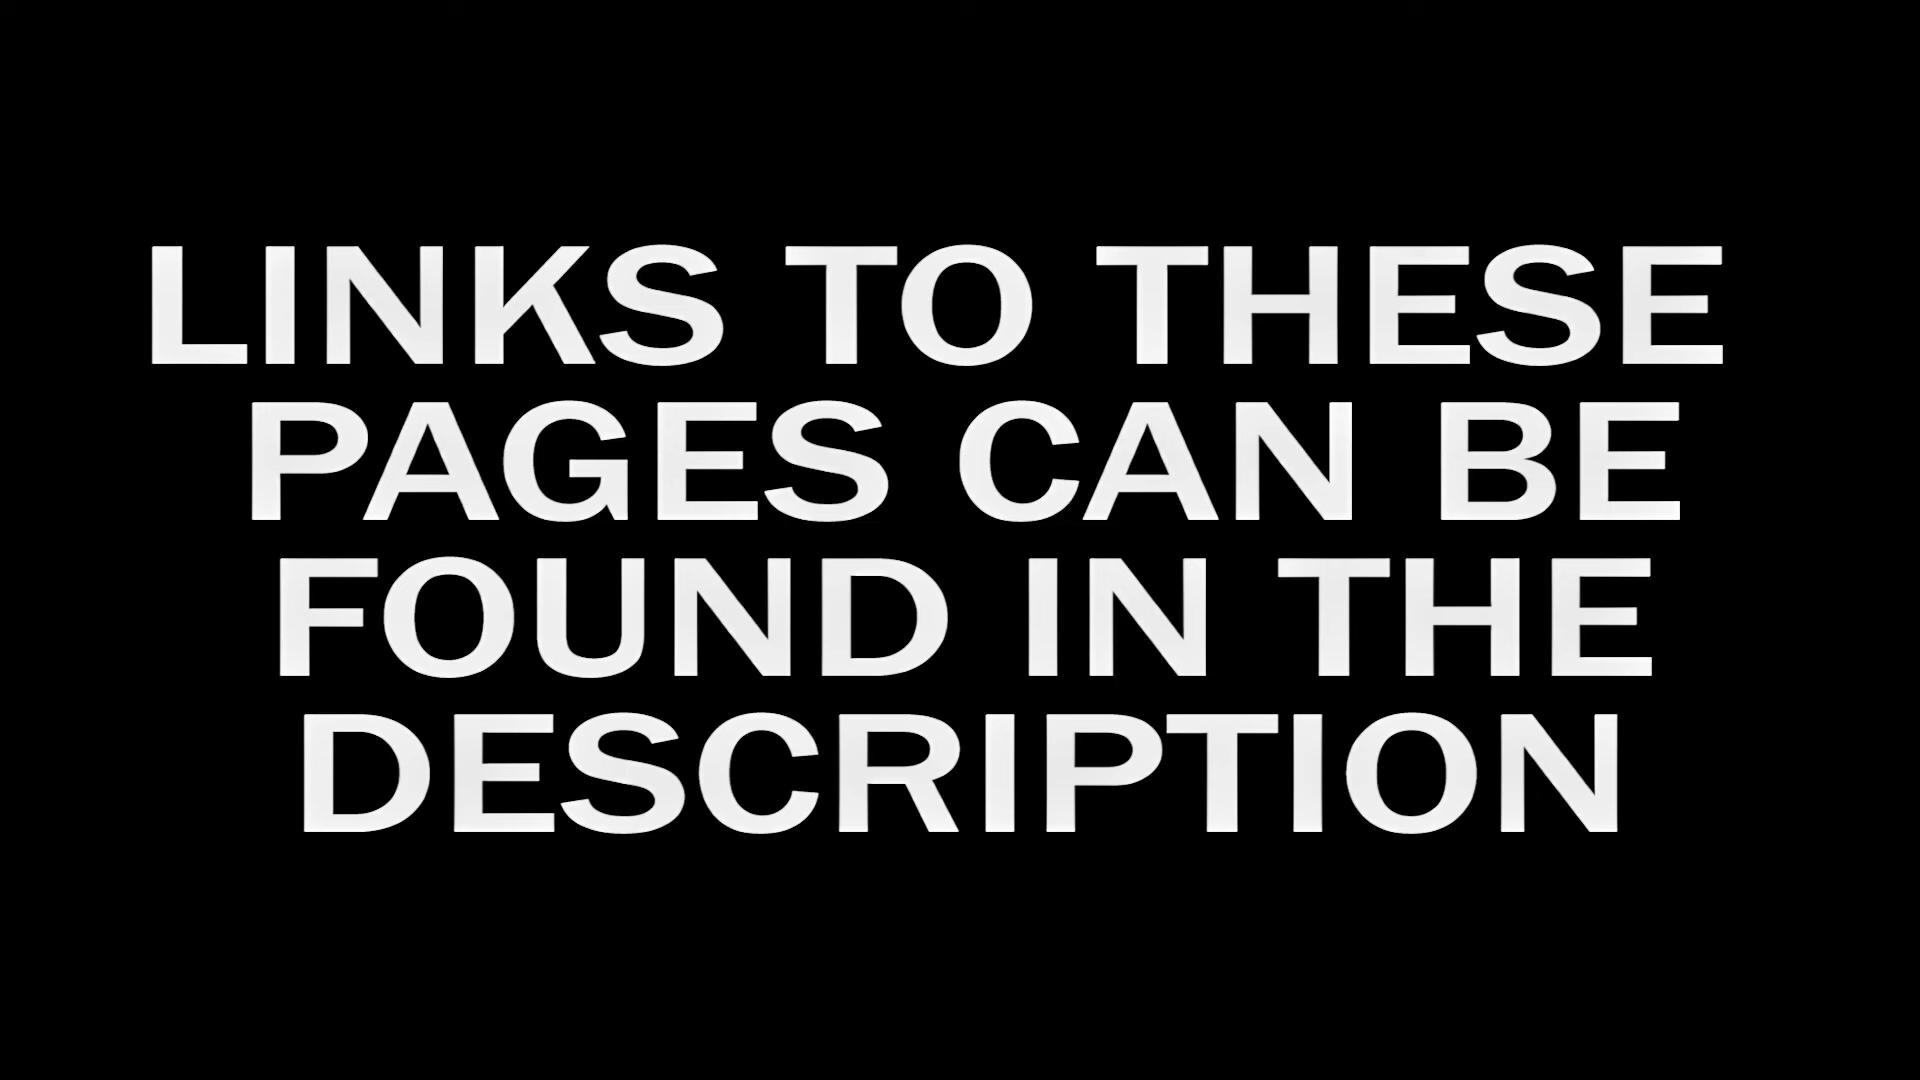 LINKS TO THESE
PAGES CAN BE
FOUND IN THE
DESCRIPTION